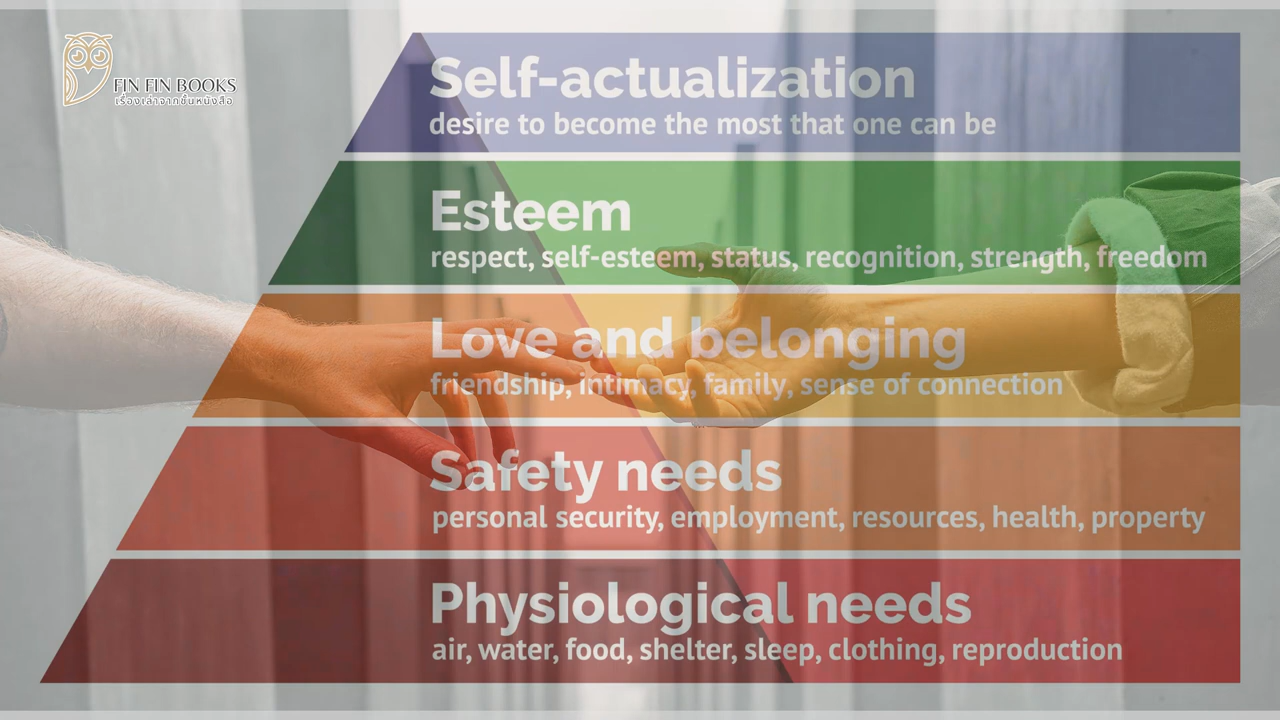 FIN FIN BOOKS
เรื่องเล่าจากชั้นหนังสือ
Self-actualization
desire to become the most that one can be
Esteem
respect, self-esteem, status, recognition, strength, freedom
Love and belonging
friendship, intimacy, family, sense of connection
Safety needs
personal security, employment, resources, health, property
Physiological needs
air, water, food, shelter, sleep, clothing, reproduction